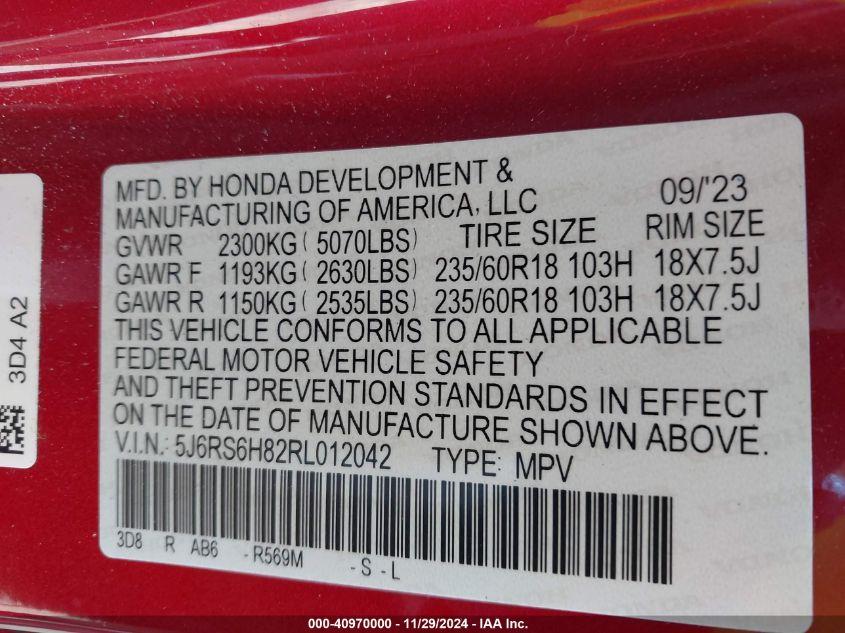 MFD. BY HONDA DEVELOPMENT &
MANUFACTURING OF AMERICA, LLC 09/'23
GVWR 2300KG ( 5070LBS) TIRE SIZE RIM SIZE
GAWR F 1193KG ( 2630LBS) 235/60R18 103H 18X7.5J
GAWR R 1150KG ( 2535LBS) 235/60R18 103H 18X7.5J
THIS VEHICLE CONFORMS TO ALL APPLICABLE
FEDERAL MOTOR VEHICLE SAFETY
AND THEFT PREVENTION STANDARDS IN EFFECT
ON THE DATE OF MANUFACTURE SHOWN ABOVE.
V.I.N.: 5J6RS6H82RL012042 TYPE: MPV
3D8 R AB6 -R569M -S-L
3D4 A2
000-40970000 - 11/29/2024 - IAA Inc.